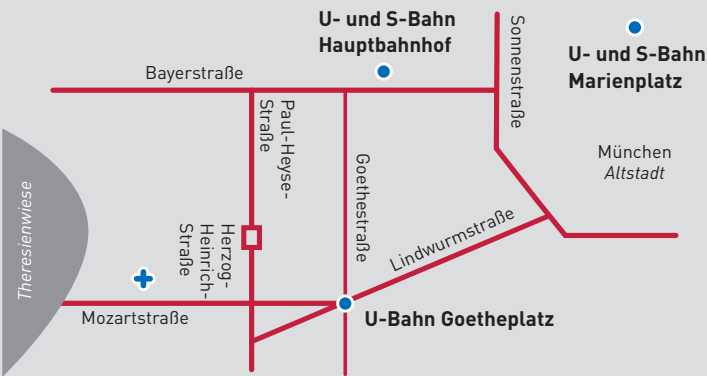 U- und S-Bahn
Hauptbahnhof
Sonnenstraße
U- und S-Bahn
Marienplatz
Bayerstraße
Paul-Heyse-
Straße
Goethestraße
München
Altstadt
Theresienwiese
Herzog-
Heinrich-
Straße
Lindwurmstraße
Mozartstraße
U-Bahn Goetheplatz